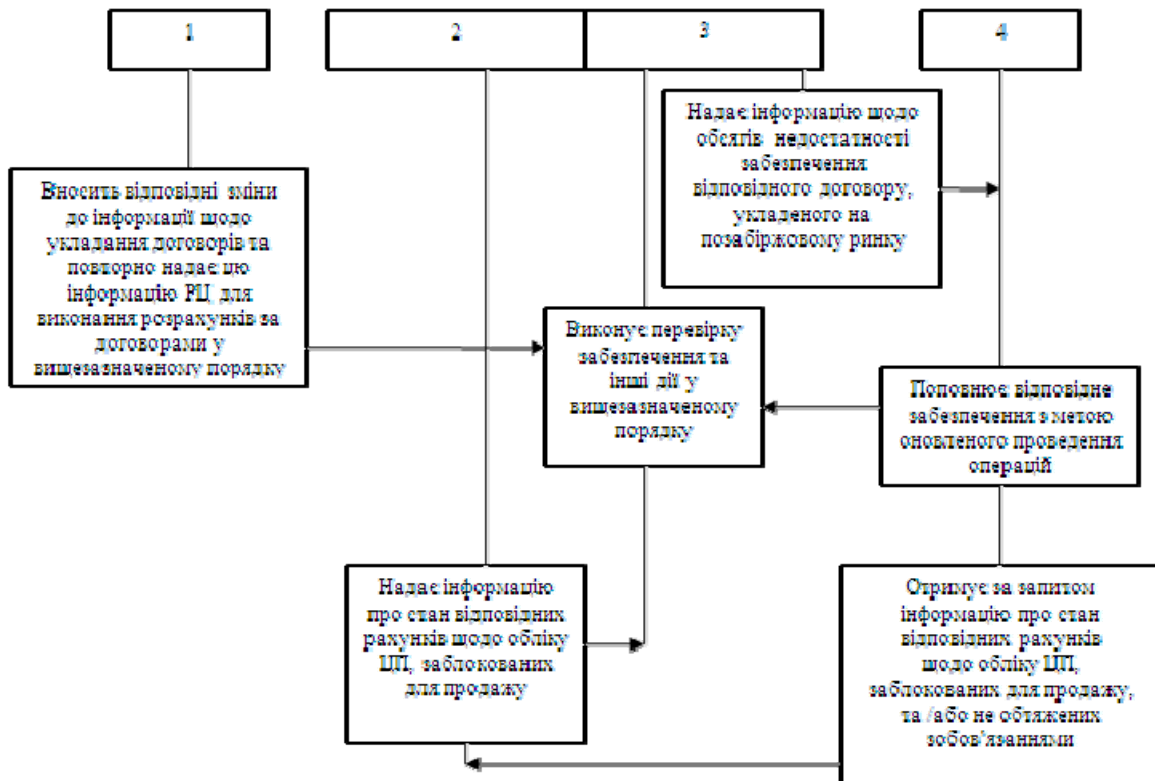 1
2
3
4
Надає інформацію щодо
обсягів недостатності
забезпечення
відповідного договору,
укладеного на
позабіржовому ринку
Вносить відповідні зміни
до інформації щодо
укладання договорів та
повторно надає цю
інформацію РЦ для
виконання розрахунків за
договорами у
вищезазначеному порядку
Виконує перевірку
забезпечення та
інші дії у
вищезазначеному
порядку
Поповнює відповідне
забезпечення з метою
оновленого проведення
операцій
Надає інформацію
про стан відповідних
рахунків щодо обліку
ЦП, заблокованих
для продажу
Отримує за запитом
інформацію про стан
відповідних рахунків
щодо обліку ЦП,
заблокованих для продажу,
та /або не обтяжених
зобов'язаннями